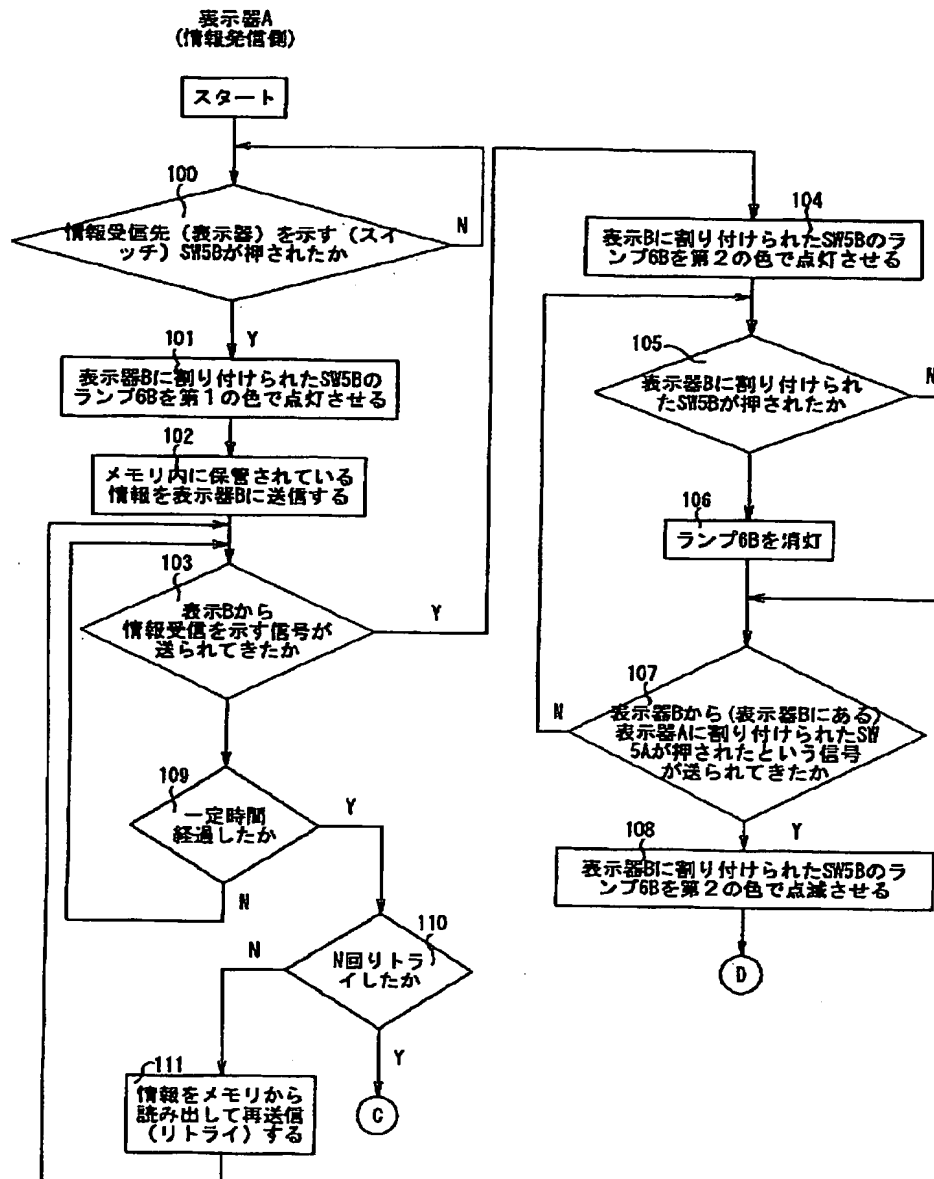 表示器A
(情報発信側)
スタート
100
情報受信先(表示器)を示す(スイ
ッチ)SW5Bが押されたか
N
Y
101
表示器Bに割り付けられたSW5Bの
ランプ6Bを第1の色で点灯させる
102
メモリ内に保管されている
情報を表示器Bに送信する
103
表示Bから
情報受信を示す信号が
送られてきたか
Y
109
一定時間
経過したか
Y
N
110
N回りトラ
イしたか
N
Y
C
111
情報をメモリから
読み出して再送信
(リトライ)する
104
表示Bに割り付けられたSW5Bのラ
ンプ6Bを第2の色で点灯させる
105
表示器Bに割り付けられ
たSW5Bが押されたか
N
106
ランプ6Bを消灯
107
表示器Bから(表示器Bにある)
表示器Aに割り付けられたSW
5Aが押されたという信号
が送られてきたか
N
Y
108
表示器Bに割り付けられたSW5Bのラ
ンプ6Bを第2の色で点滅させる
D